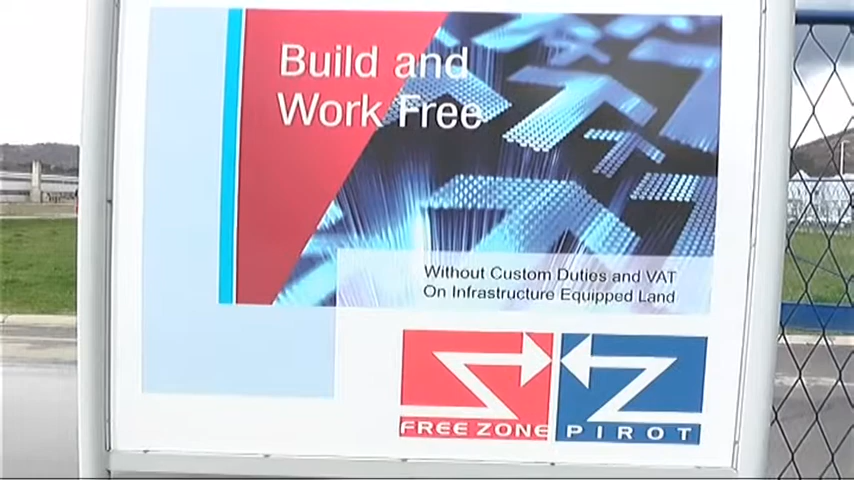 Build and
Work Free
Without Custom Duties and VAT
On Infrastructure Equipped Land
FREE ZONE
PIROT